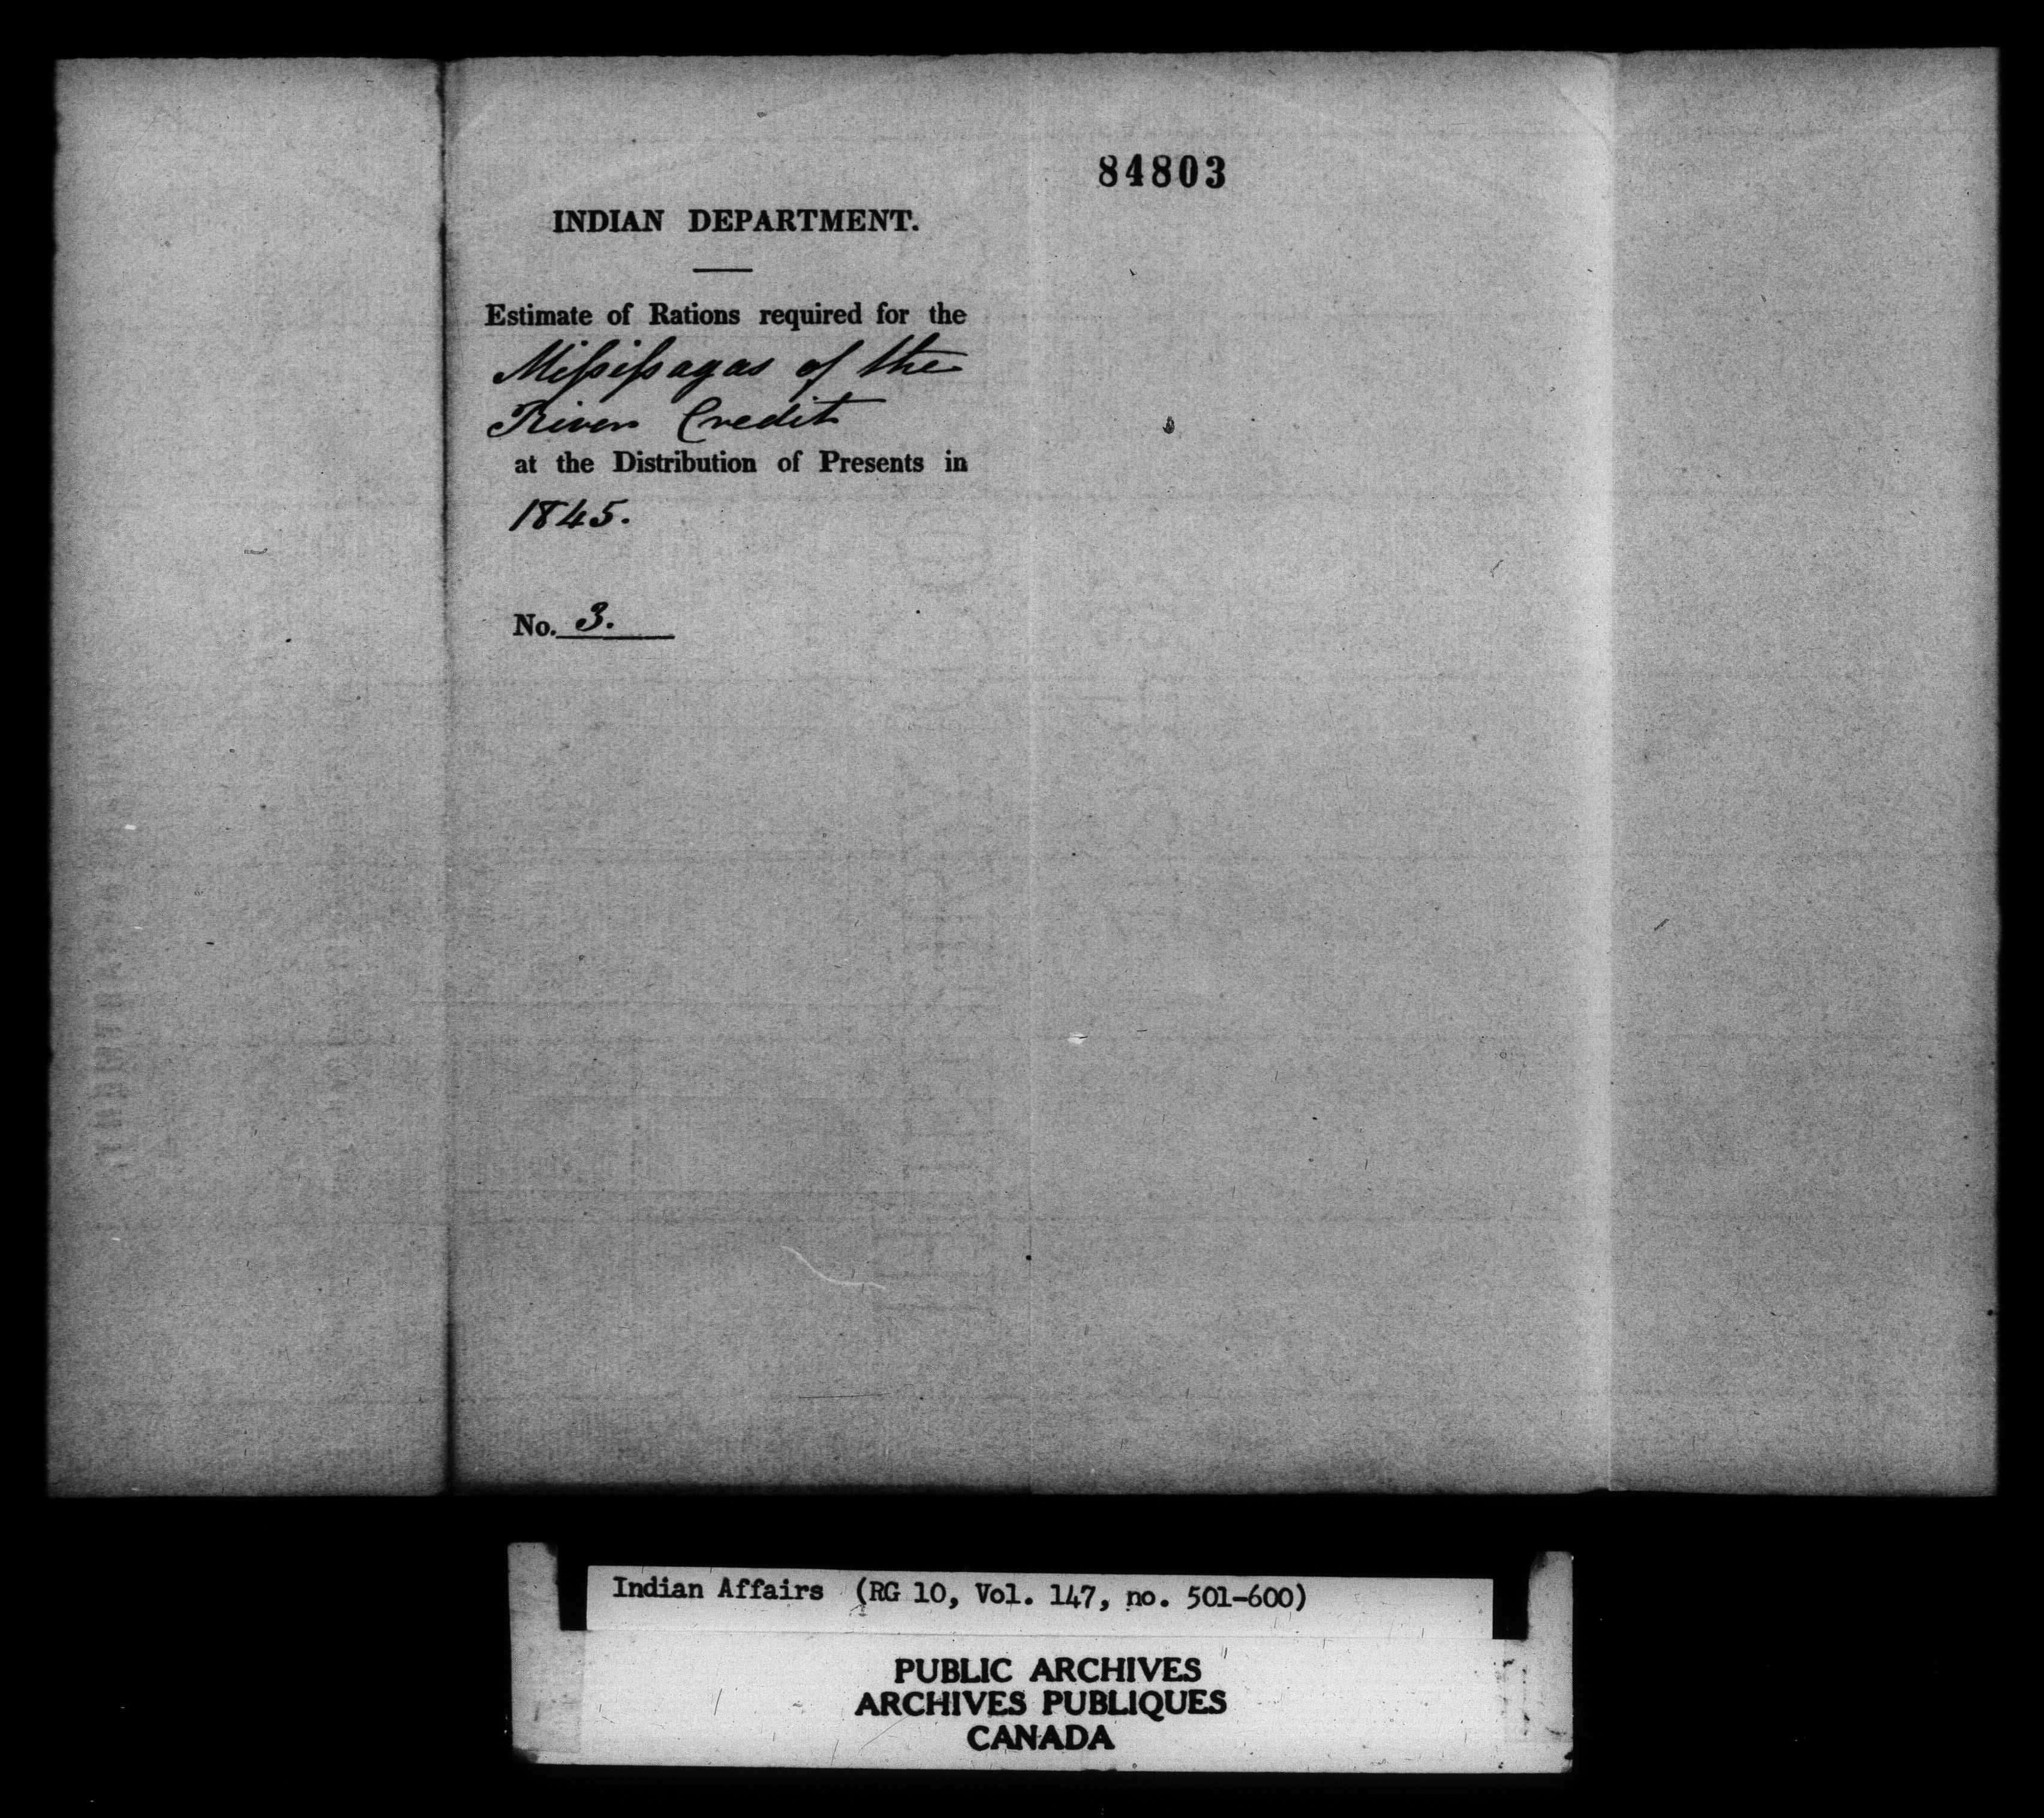 84803
INDIAN DEPARTMENT.
Estimate of Rations required for the
Missisſagas of the
River Credit
at the Distribution of Presents in
1845.
No. 3.
Indian Affairs (RG 10, Vol. 147, no. 501-600)
PUBLIC ARCHIVES
ARCHIVES PUBLIQUES
CANADA